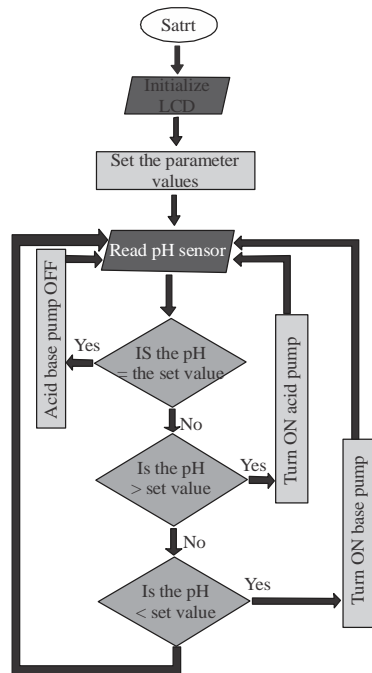 Satrt
Initialize
LCD
Set the parameter
values
Read pH sensor
Acid base pump OFF
Yes
IS the pH
= the set value
Turn ON acid pump
No
Is the pH
> set value
Yes
Turn ON base pump
No
Is the pH
< set value
Yes